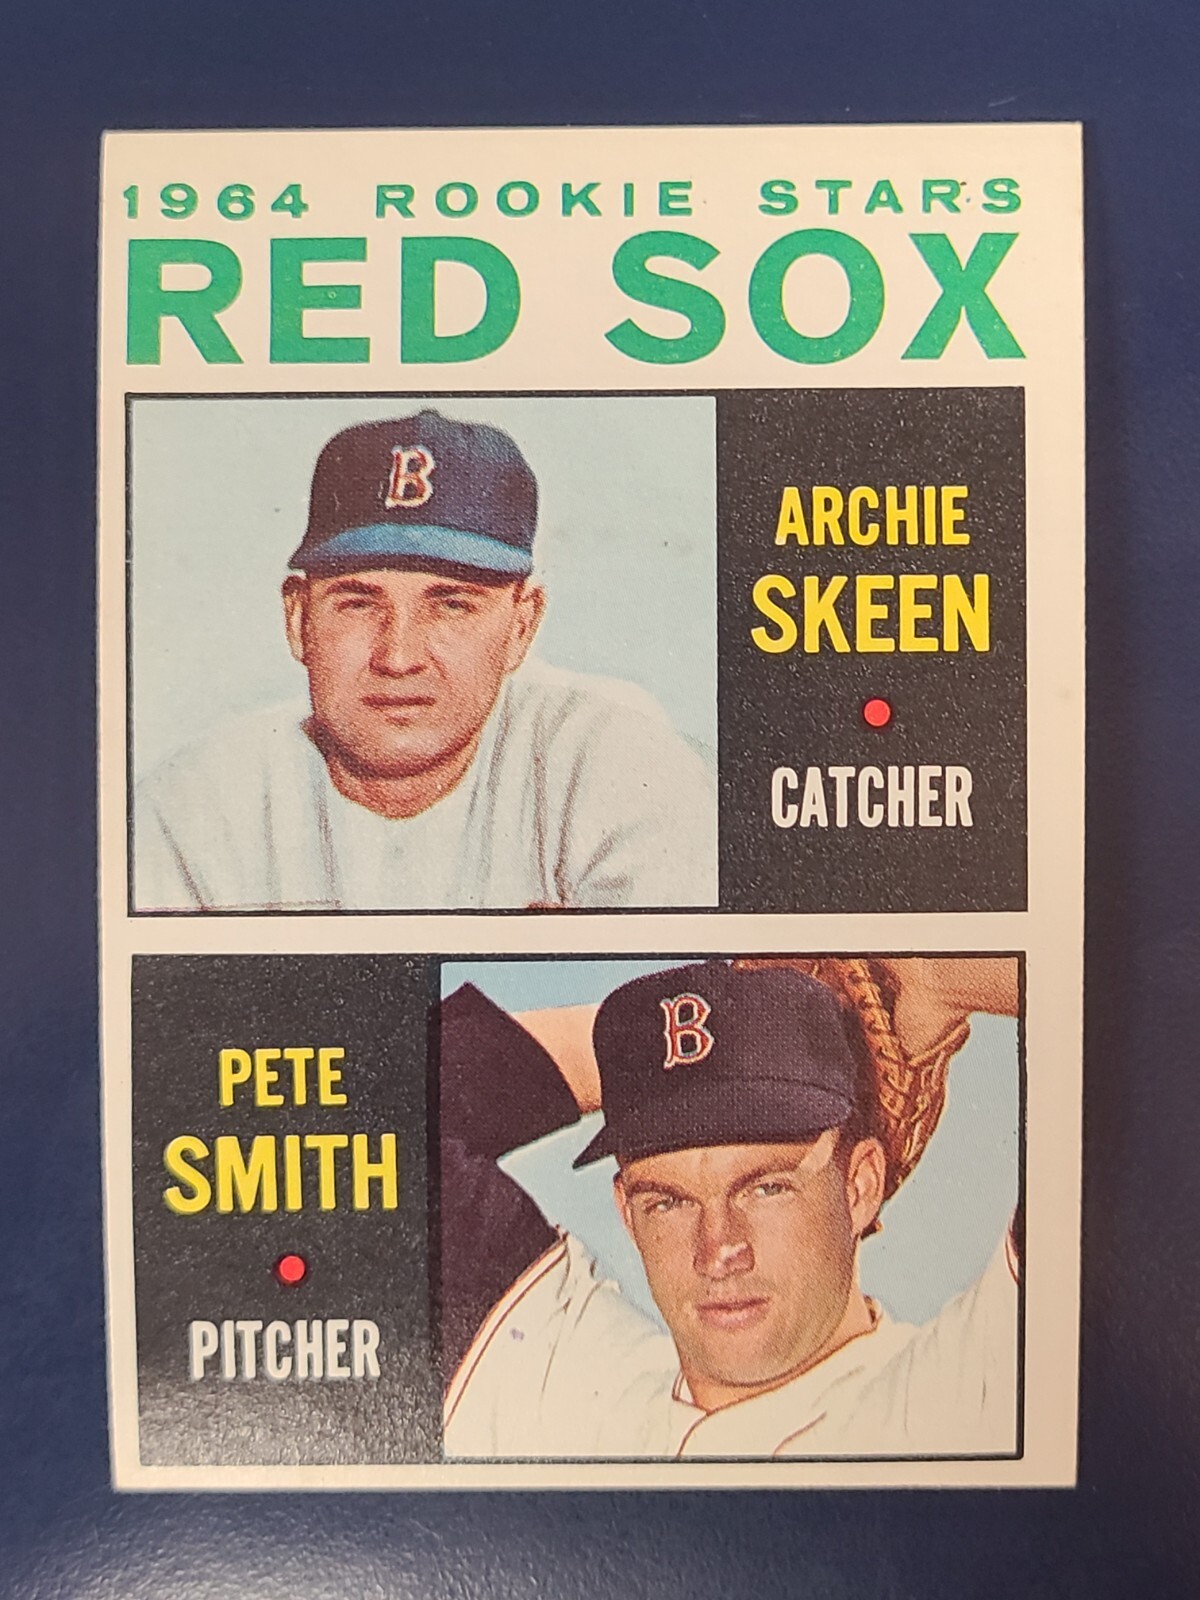 1964 ROOKIE STARS
RED SOX
B
ARCHIE
SKEEN
CATCHER
B
PETE
SMITH
PITCHER